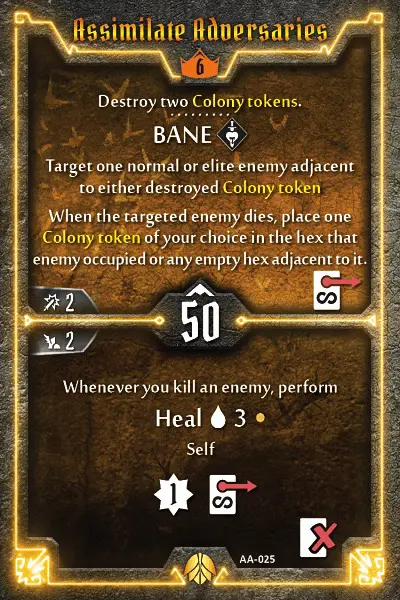 Assimilate Adversaries
6
Destroy two Colony tokens.
BANE
Target one normal or elite enemy adjacent
to either destroyed Colony token
When the targeted enemy dies, place one
Colony token of your choice in the hex that
enemy occupied or any empty hex adjacent to it.
2
50
2
Whenever you kill an enemy, perform
Heal 3
Self
1
AA-025